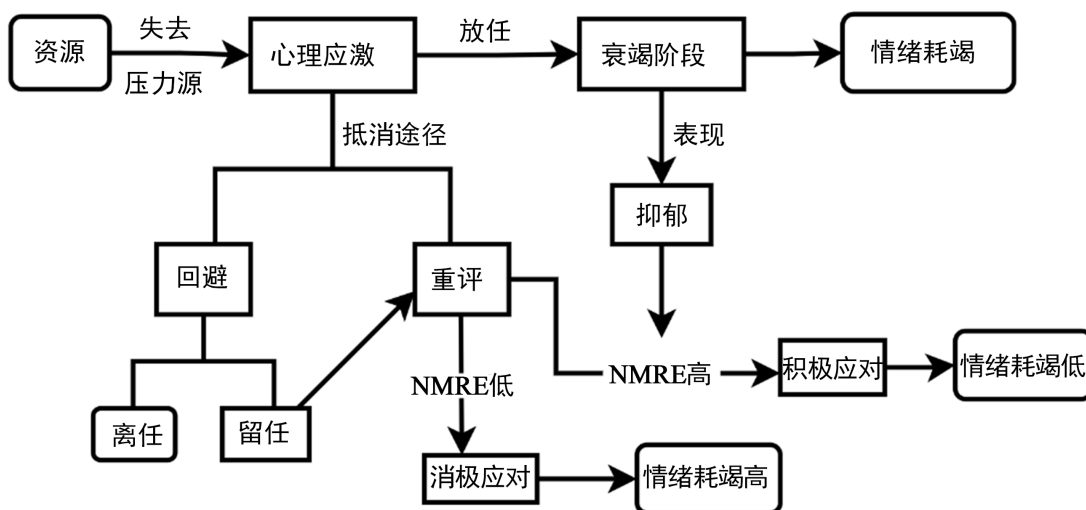 资源
失去
压力源
心理应激
放任
衰竭阶段
情绪耗竭
抵消途径
表现
抑郁
回避
重评
NMRE低
NMRE高
积极应对
情绪耗竭低
离任
留任
消极应对
情绪耗竭高